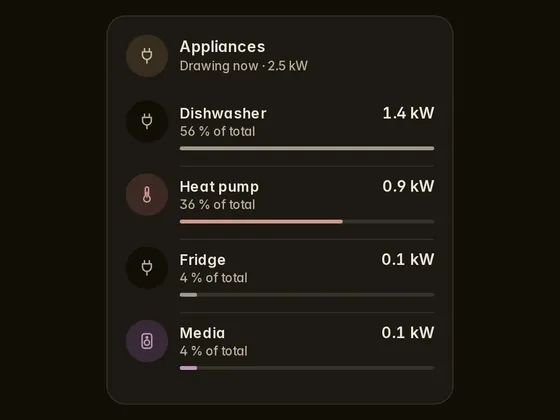 Appliances
Drawing now · 2.5 kW
Dishwasher 1.4 kW
56 % of total
Heat pump 0.9 kW
36 % of total
Fridge 0.1 kW
4 % of total
Media 0.1 kW
4 % of total